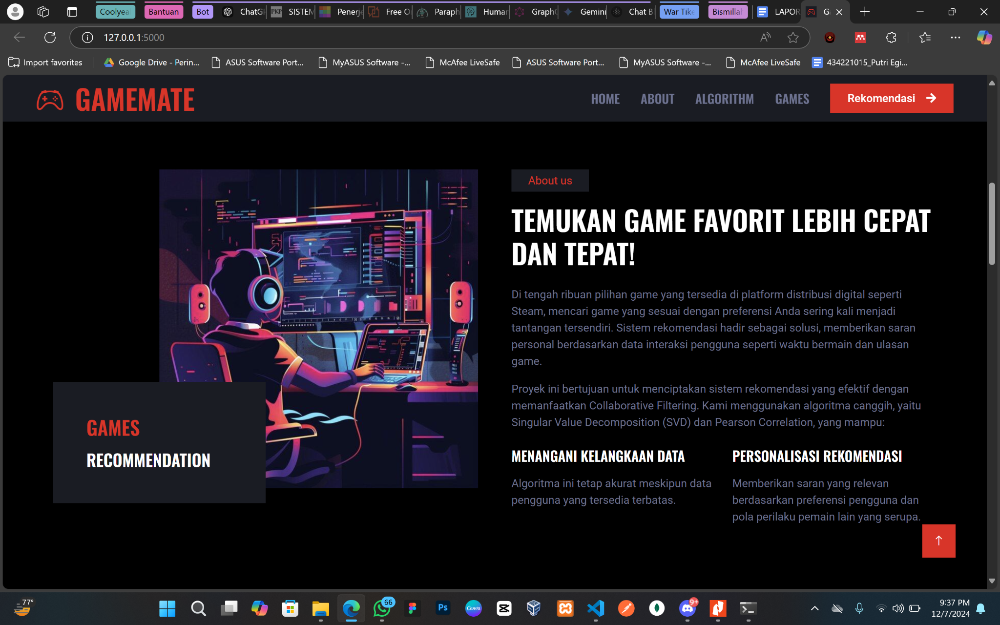 Coolyea
Bantuan
Bot
ChatG
SISTEM
Penerje
Free O
Paraph
Human
Graph
Gemini
Chat B
War Tike
Bismillah
LAPOR
G
127.0.0.1:5000
Import favorites
Google Drive - Perin...
ASUS Software Port...
MyASUS Software -...
McAfee LiveSafe
ASUS Software Port...
MyASUS Software -...
McAfee LiveSafe
434221015_Putri Egi...
GAMEMATE
HOME
ABOUT
ALGORITHM
GAMES
Rekomendasi
About us
TEMUKAN GAME FAVORIT LEBIH CEPAT
DAN TEPAT!
Di tengah ribuan pilihan game yang tersedia di platform distribusi digital seperti
Steam, mencari game yang sesuai dengan preferensi Anda sering kali menjadi
tantangan tersendiri. Sistem rekomendasi hadir sebagai solusi, memberikan saran
personal berdasarkan data interaksi pengguna seperti waktu bermain dan ulasan
game.
Proyek ini bertujuan untuk menciptakan sistem rekomendasi yang efektif dengan
memanfaatkan Collaborative Filtering. Kami menggunakan algoritma canggih, yaitu
Singular Value Decomposition (SVD) dan Pearson Correlation, yang mampu:
GAMES
RECOMMENDATION
MENANGANI KELANGKAAN DATA
Algoritma ini tetap akurat meskipun data
pengguna yang tersedia terbatas.
PERSONALISASI REKOMENDASI
Memberikan saran yang relevan
berdasarkan preferensi pengguna dan
pola perilaku pemain lain yang serupa.
77°
66
Ps
Canva
9+
9:37 PM
12/7/2024